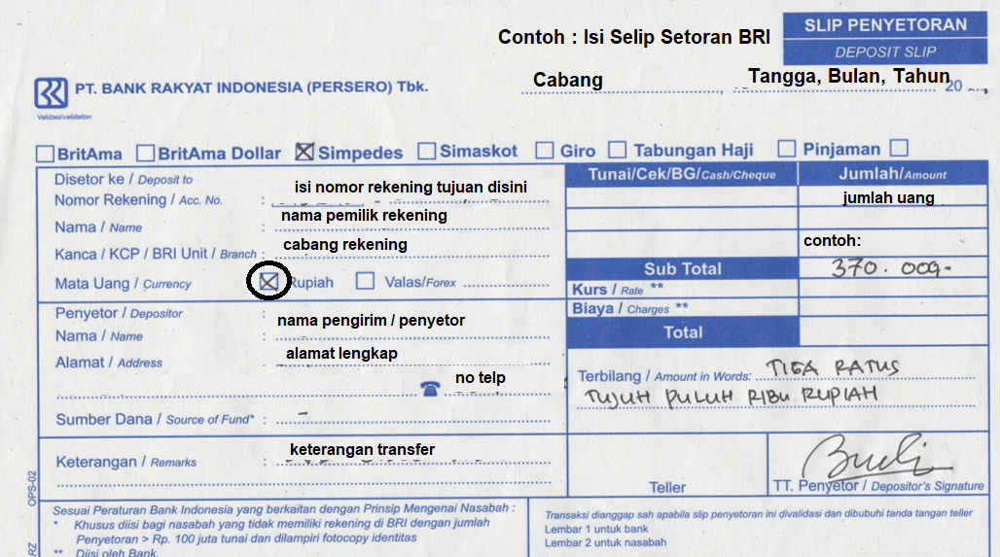 Contoh : Isi Selip Setoran BRI
SLIP PENYETORAN
DEPOSIT SLIP
Cabang
Tangga, Bulan, Tahun
20
PT. BANK RAKYAT INDONESIA (PERSERO) Tbk.
Validasi/validation
BritAma BritAma Dollar Simpedes Simaskot Giro Tabungan Haji Pinjaman
Disetor ke / Deposit to
isi nomor rekening tujuan disini
Nomor Rekening / Acc. No. :
nama pemilik rekening
Nama / Name :
cabang rekening
Kanca / KCP / BRI Unit / Branch :
Mata Uang / Currency : Rupiah Valas/Forex
Tunai/Cek/BG/Cash/Cheque
Jumlah/Amount
jumlah uang
contoh:
Sub Total
370.000-
Kurs / Rate **
Biaya / Charges **
Total
Penyetor / Depositor :
nama pengirim / penyetor
Nama / Name :
alamat lengkap
Alamat / Address :
no telp
Sumber Dana / Source of Fund* : -
keterangan transfer
Keterangan / Remarks :
Terbilang / Amount in Words: TIGA RATUS
TUJUH PULUH RIBU RUPIAH
Teller
Budi
TT. Penyetor / Depositor's Signature
OPS-02
RZ
Sesuai Peraturan Bank Indonesia yang berkaitan dengan Prinsip Mengenai Nasabah :
* Khusus diisi bagi nasabah yang tidak memiliki rekening di BRI dengan jumlah
Penyetoran > Rp. 100 juta tunai dan dilampiri fotocopy identitas
** Diisi oleh Bank.
Transaksi dianggap sah apabila slip penyetoran ini divalidasi dan dibubuhi tanda tangan teller
Lembar 1 untuk bank
Lembar 2 untuk nasabah